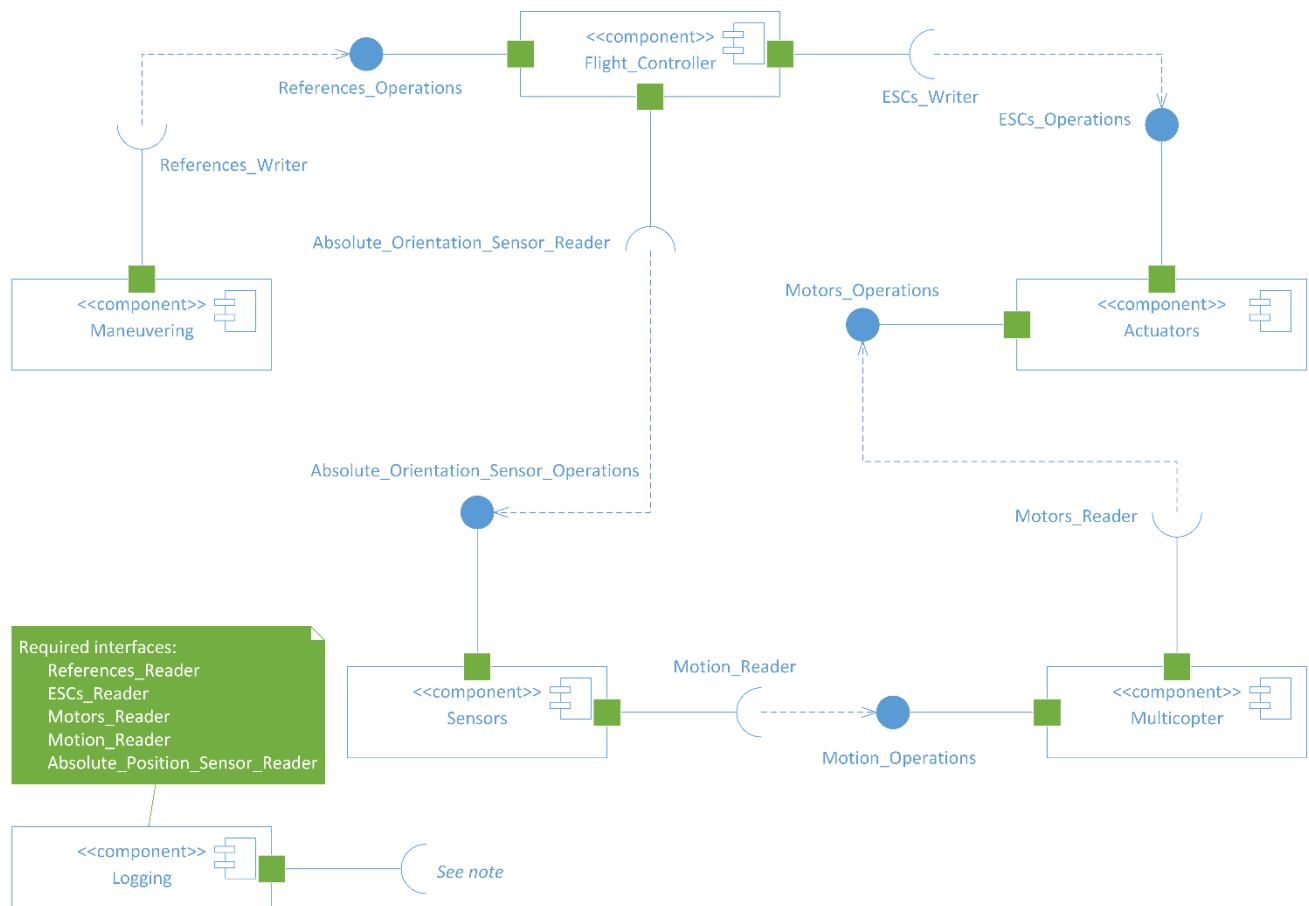 <<component>>
Flight_Controller
References_Operations
ESCs_Writer
ESCs_Operations
References_Writer
Absolute_Orientation_Sensor_Reader
<<component>>
Maneuvering
Motors_Operations
<<component>>
Actuators
Absolute_Orientation_Sensor_Operations
Motors_Reader
Required interfaces:
References_Reader
ESCs_Reader
Motors_Reader
Motion_Reader
Absolute_Position_Sensor_Reader
<<component>>
Sensors
Motion_Reader
Motion_Operations
<<component>>
Multicopter
<<component>>
Logging
See note